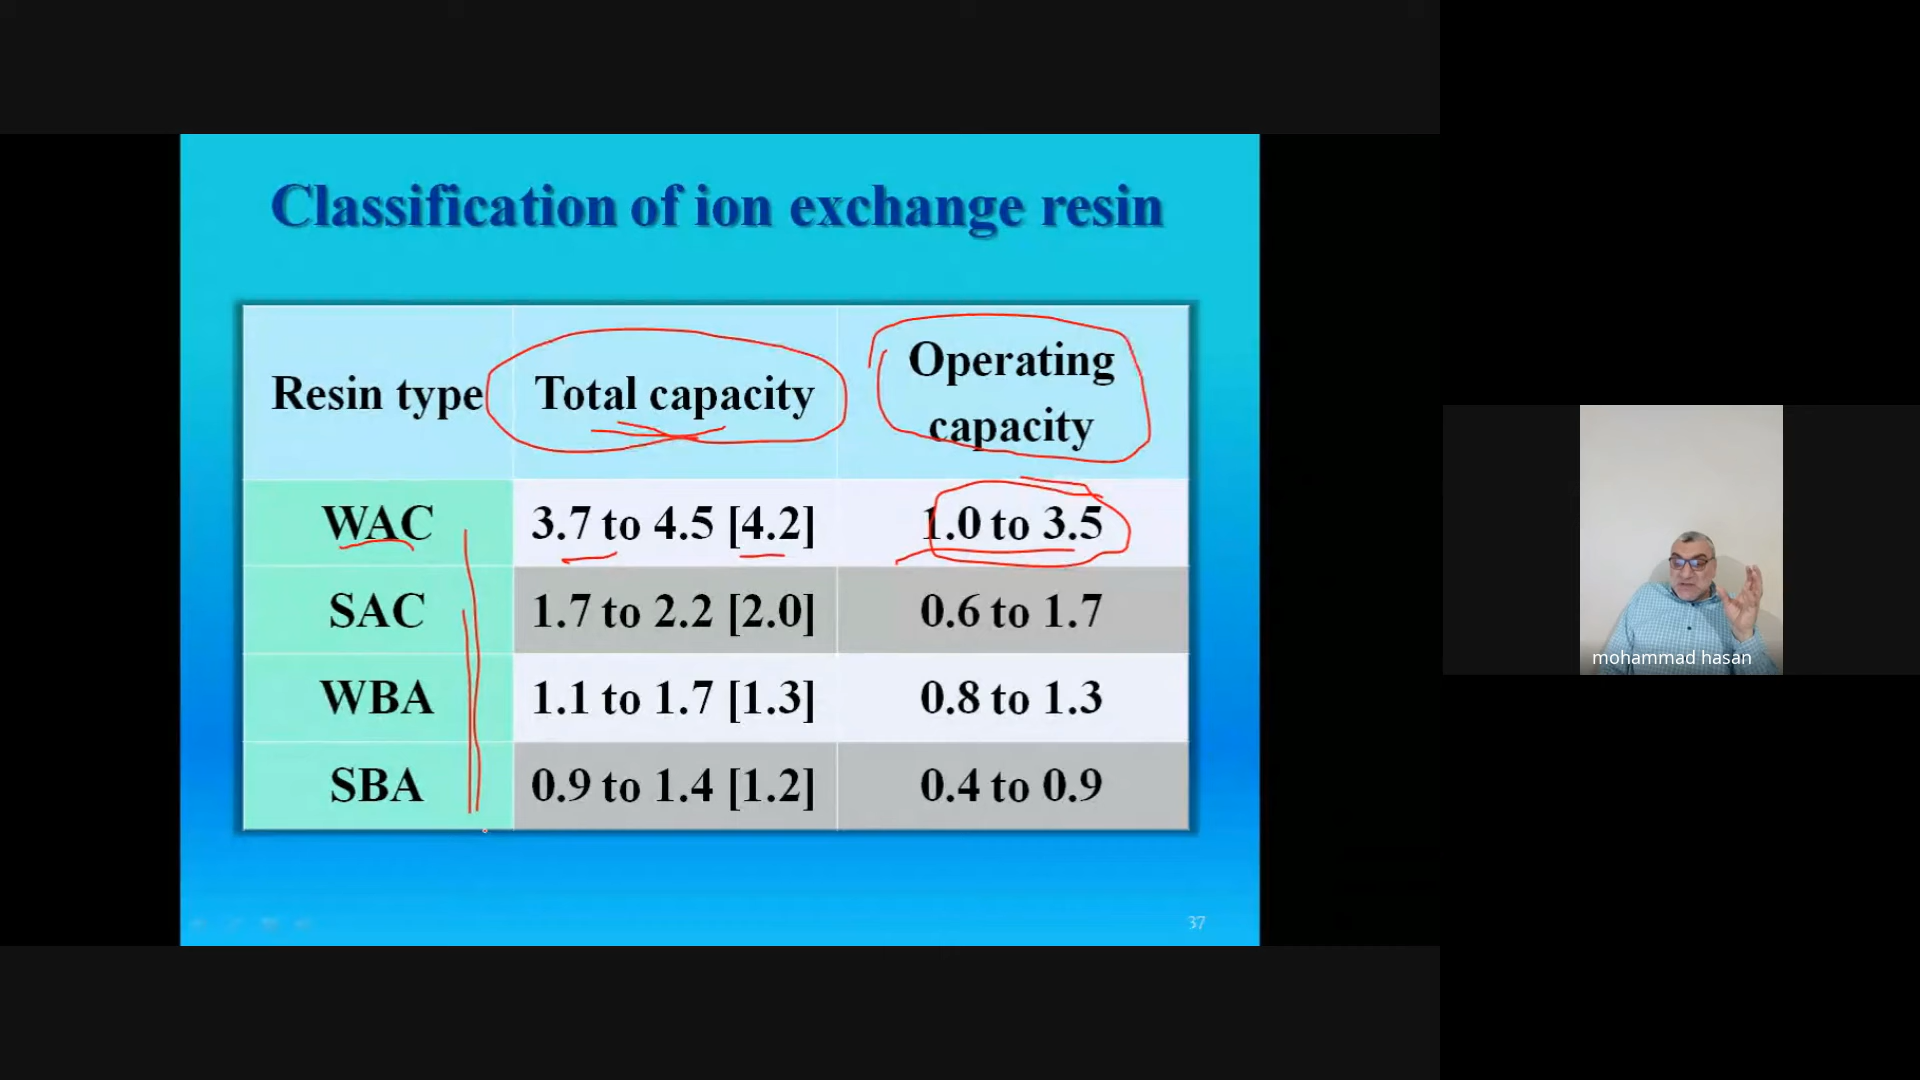 Classification of ion exchange resin
Resin type Total capacity Operating capacity
WAC 3.7 to 4.5 [4.2] 1.0 to 3.5
SAC 1.7 to 2.2 [2.0] 0.6 to 1.7
WBA 1.1 to 1.7 [1.3] 0.8 to 1.3
SBA 0.9 to 1.4 [1.2] 0.4 to 0.9
37
mohammad hasan